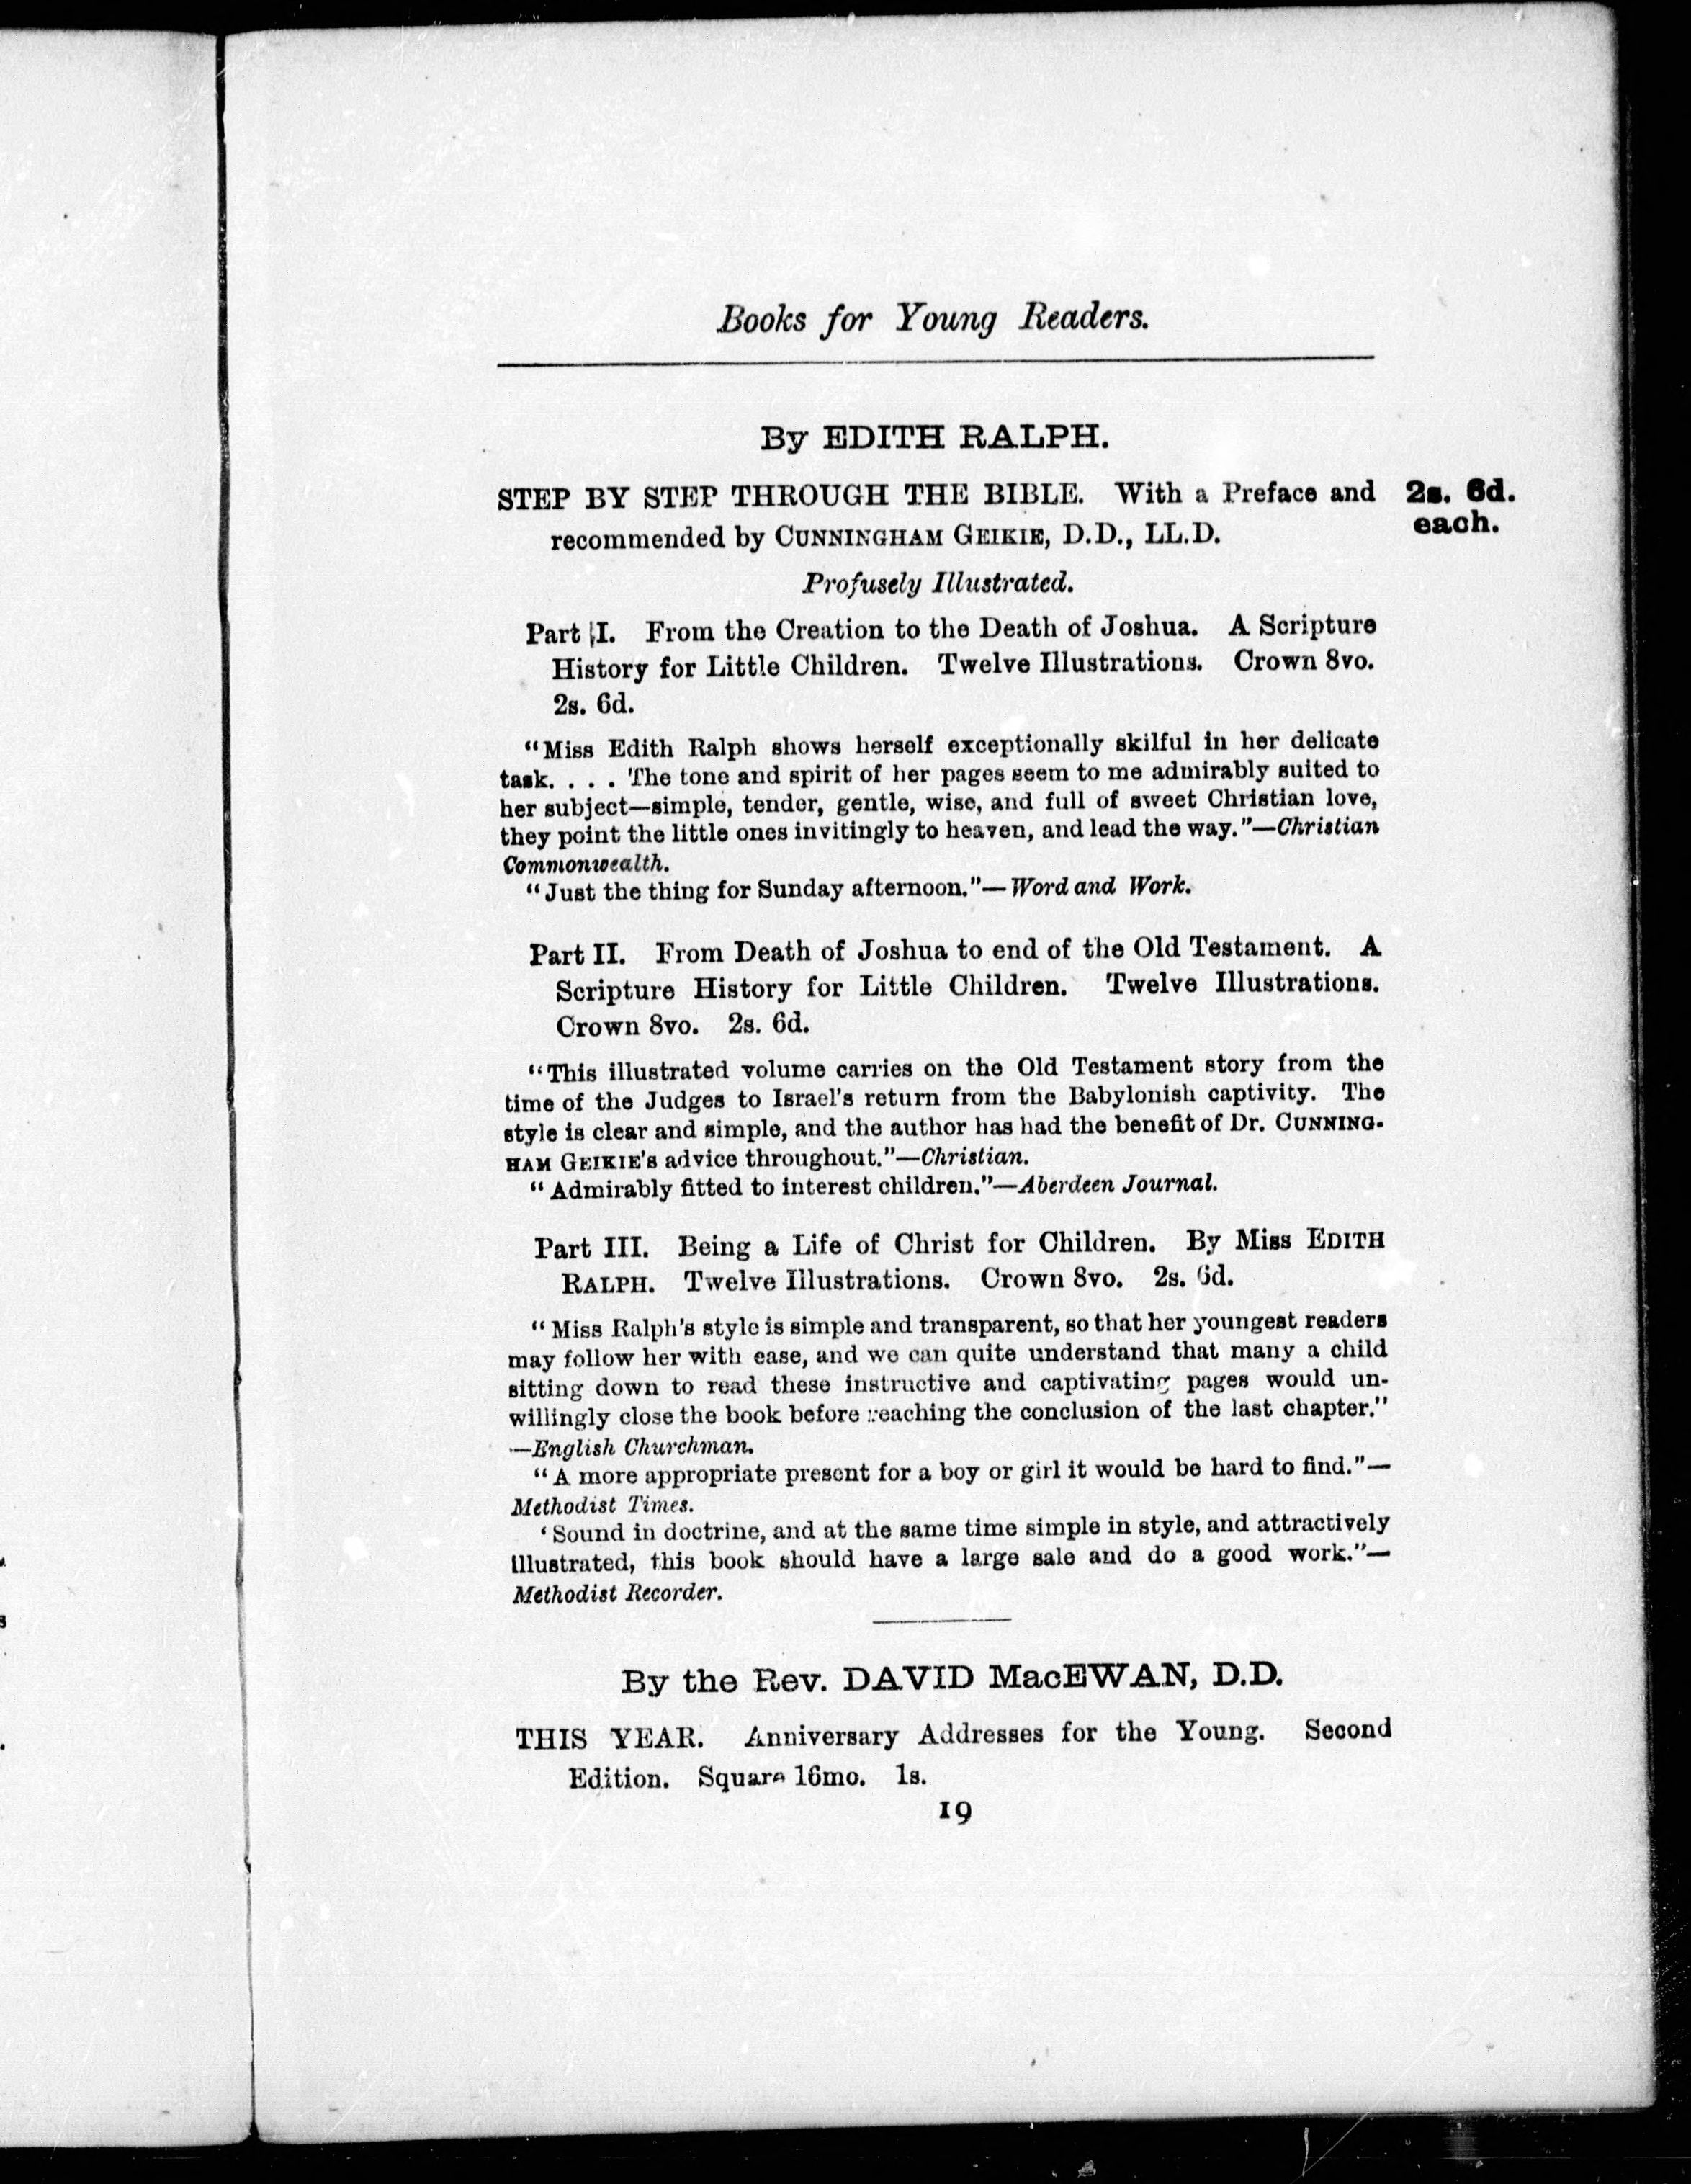 Books for Young Readers.
By EDITH RALPH.
STEP BY STEP THROUGH THE BIBLE. With a Preface and 2s. 6d.
each.
recommended by CUNNINGHAM GEIKIE, D.D., LL.D.
Profusely Illustrated.
Part I. From the Creation to the Death of Joshua. A Scripture
History for Little Children. Twelve Illustrations. Crown 8vo.
2s. 6d.
"Miss Edith Ralph shows herself exceptionally skilful in her delicate
task. . . . The tone and spirit of her pages seem to me admirably suited to
her subject—simple, tender, gentle, wise, and full of sweet Christian love,
they point the little ones invitingly to heaven, and lead the way."—Christian
Commonwealth.
"Just the thing for Sunday afternoon."—Word and Work.
Part II. From Death of Joshua to end of the Old Testament. A
Scripture History for Little Children. Twelve Illustrations.
Crown 8vo. 2s. 6d.
"This illustrated volume carries on the Old Testament story from the
time of the Judges to Israel's return from the Babylonish captivity. The
style is clear and simple, and the author has had the benefit of Dr. CUNNING-
HAM GEIKIE'S advice throughout."—Christian.
"Admirably fitted to interest children."—Aberdeen Journal.
Part III. Being a Life of Christ for Children. By Miss EDITH
RALPH. Twelve Illustrations. Crown 8vo. 2s. 6d.
"Miss Ralph's style is simple and transparent, so that her youngest readers
may follow her with ease, and we can quite understand that many a child
sitting down to read these instructive and captivating pages would un-
willingly close the book before reaching the conclusion of the last chapter."
—English Churchman.
"A more appropriate present for a boy or girl it would be hard to find."—
Methodist Times.
'Sound in doctrine, and at the same time simple in style, and attractively
illustrated, this book should have a large sale and do a good work."—
Methodist Recorder.
By the Rev. DAVID MacEWAN, D.D.
THIS YEAR. Anniversary Addresses for the Young. Second
Edition. Square 16mo. 1s.
19